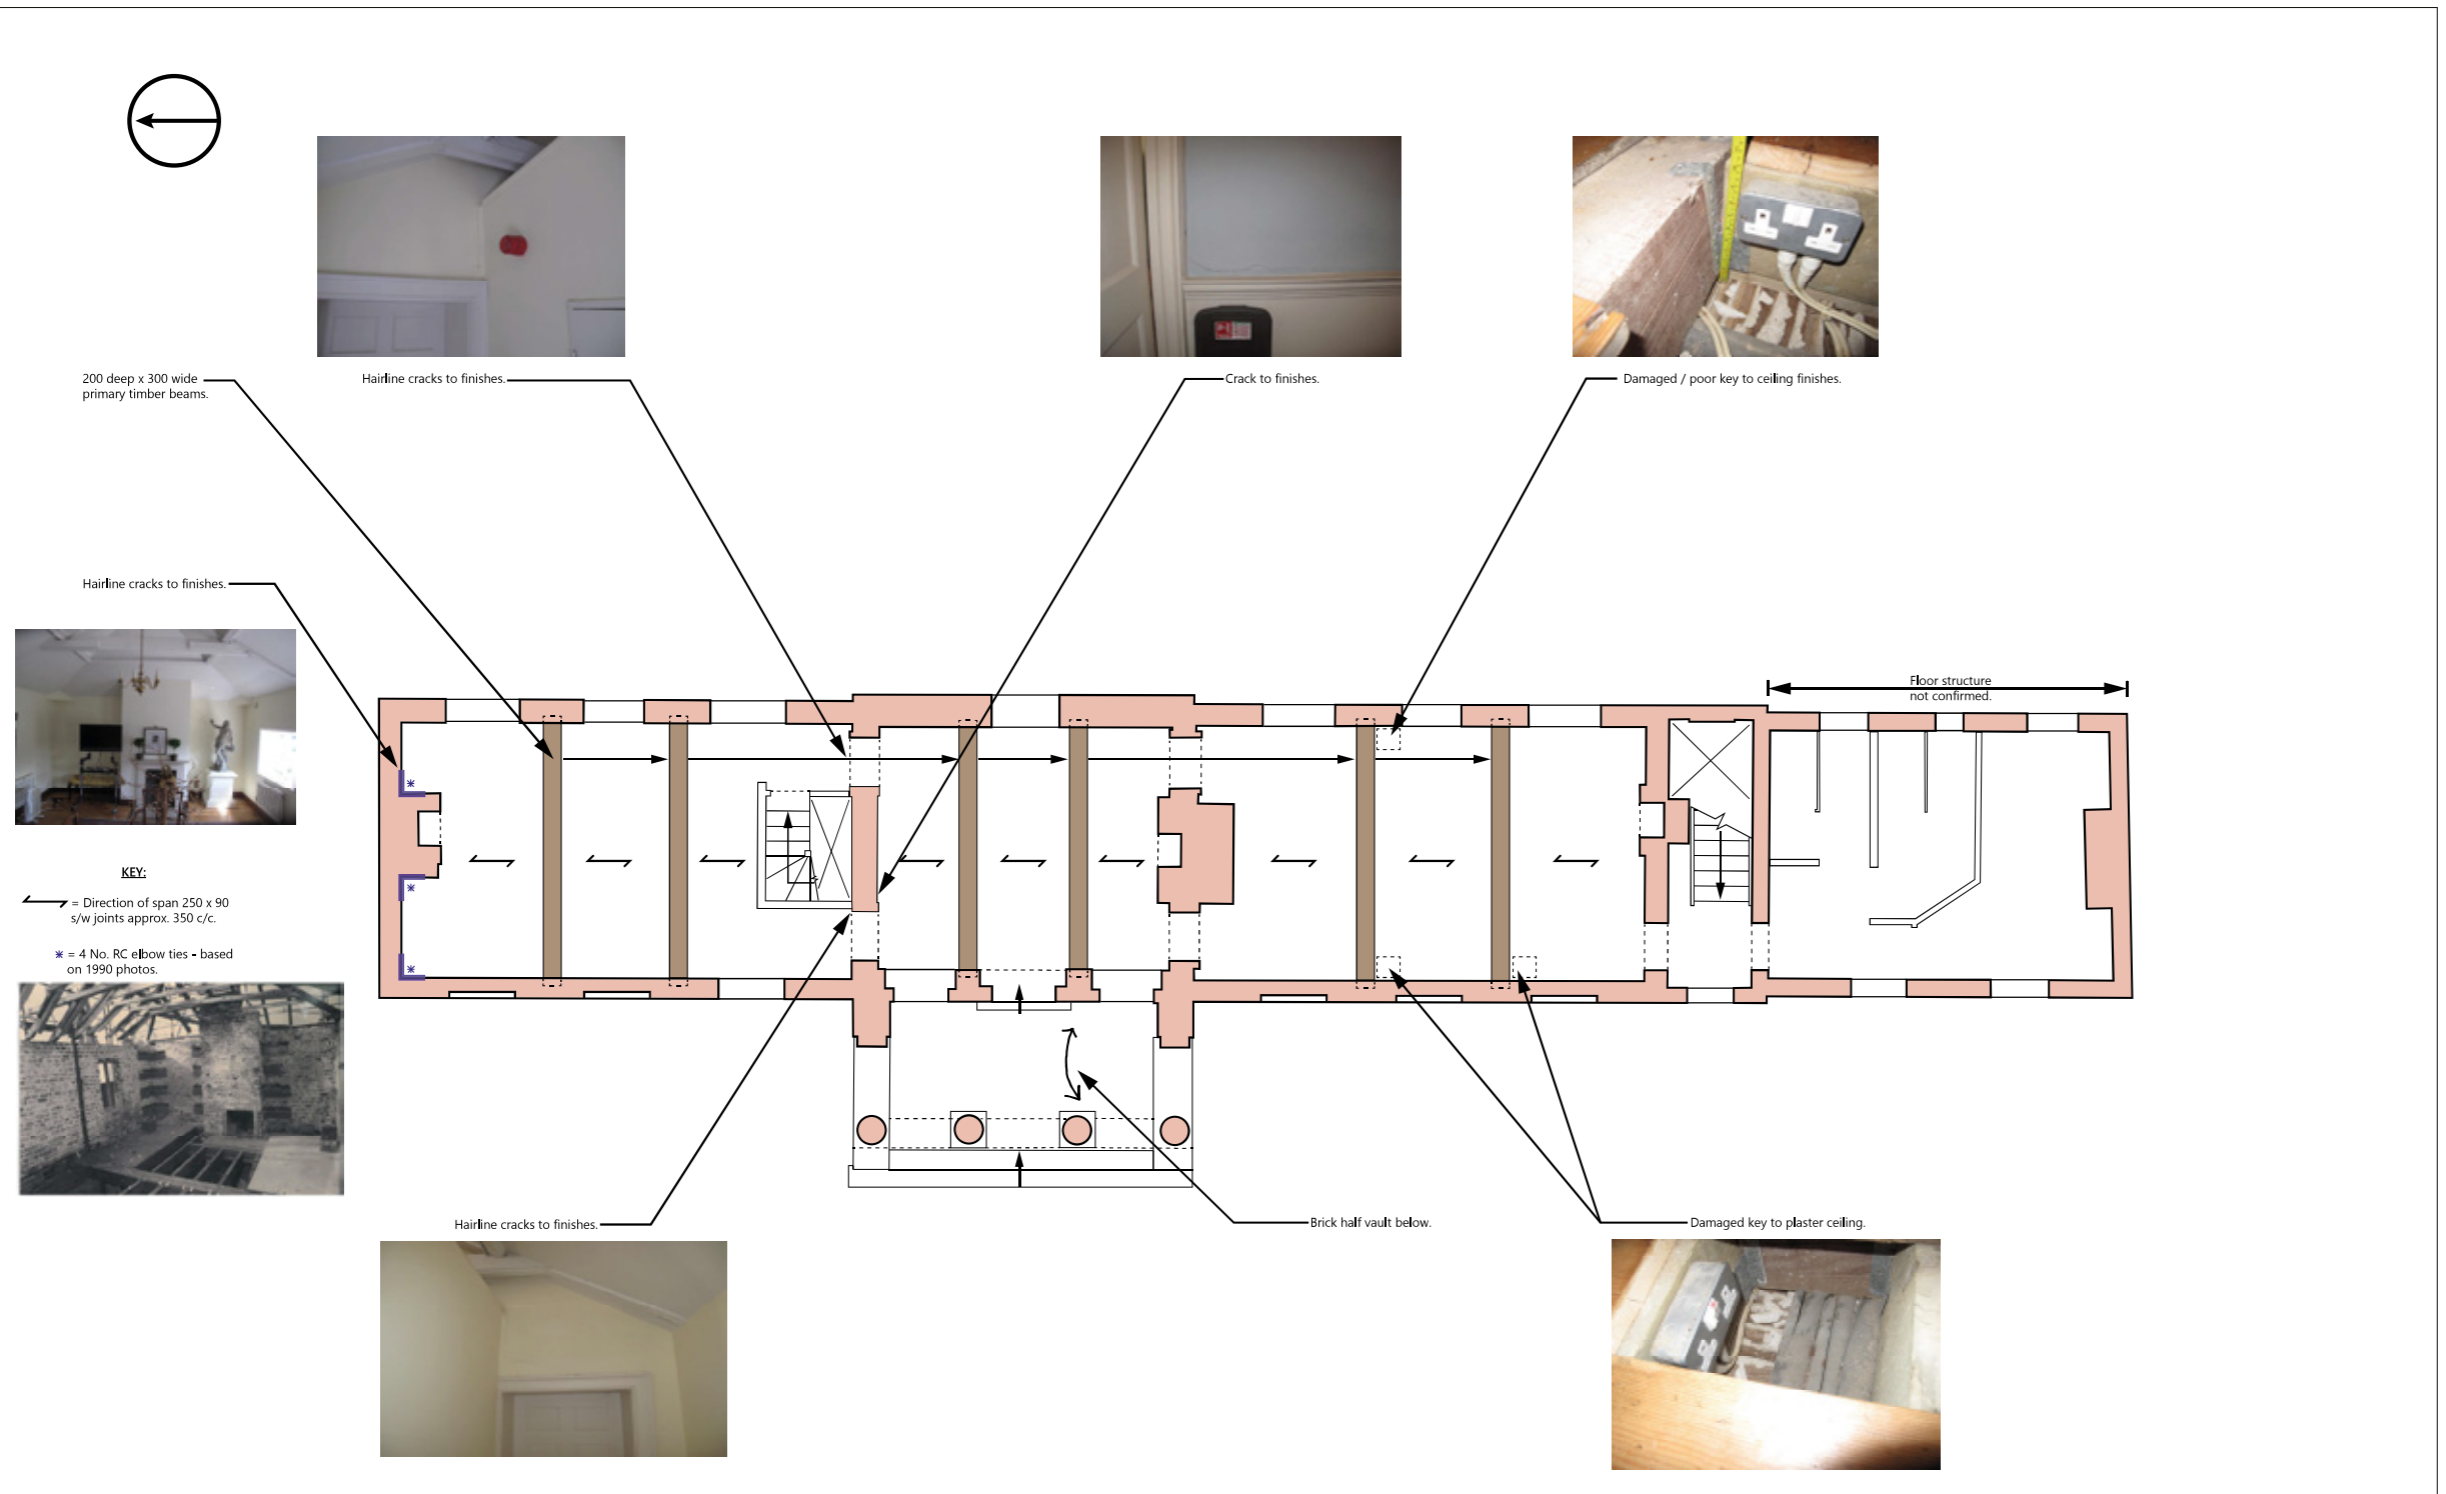 200 deep x 300 wide
primary timber beams.
Hairline cracks to finishes.
Crack to finishes.
Damaged / poor key to ceiling finishes.
Hairline cracks to finishes.
Floor structure
not confirmed.
KEY:
= Direction of span 250 x 90
s/w joints approx. 350 c/c.
* = 4 No. RC elbow ties - based
on 1990 photos.
*
*
*
Hairline cracks to finishes.
Brick half vault below.
Damaged key to plaster ceiling.